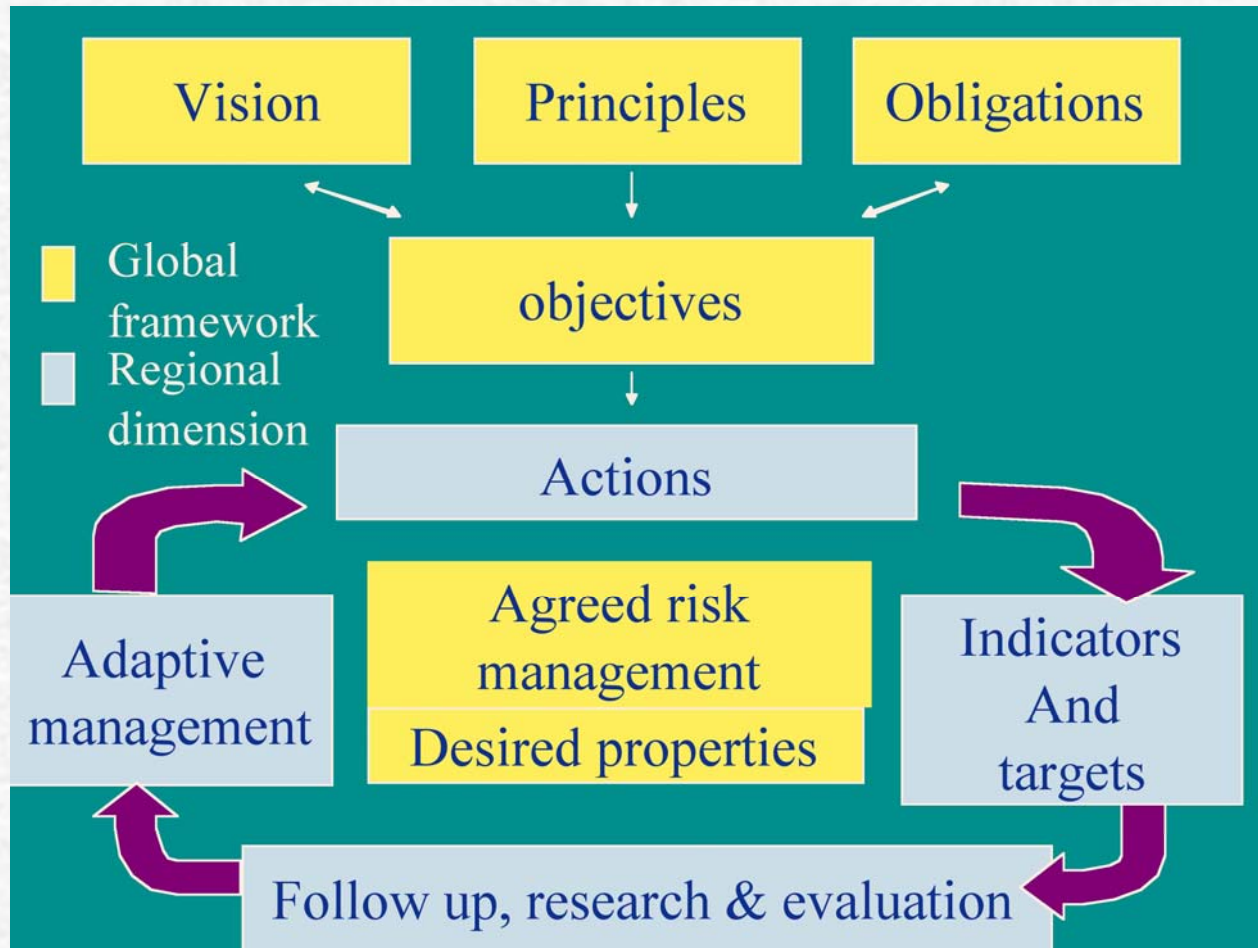 Vision
Principles
Obligations
Global
framework
Regional
dimension
objectives
Actions
Agreed risk
management
Desired properties
Adaptive
management
Indicators
And
targets
Follow up, research & evaluation